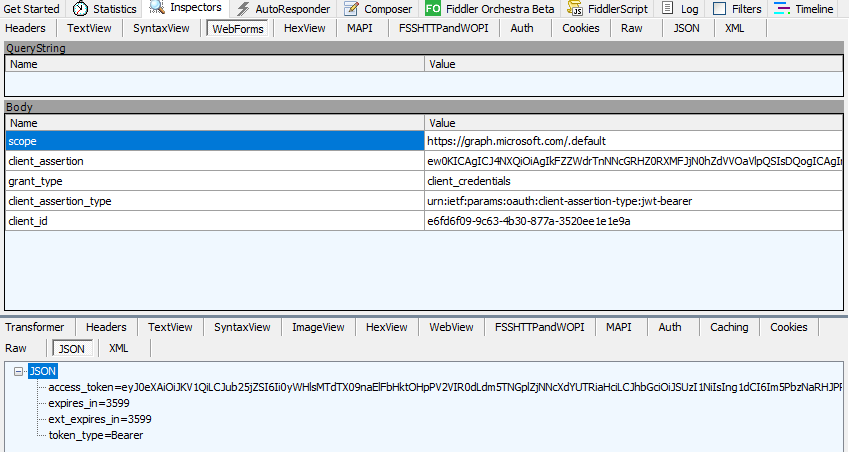 Get Started Statistics Inspectors AutoResponder Composer FO Fiddler Orchestra Beta FiddlerScript Log Filters Timeline
Headers TextView SyntaxView WebForms HexView MAPI FSSHTTPandWOPI Auth Cookies Raw JSON XML
QueryString
Name Value
Body
Name Value
scope https://graph.microsoft.com/.default
client_assertion
grant_type client_credentials
client_assertion_type urn:ietf:params:oauth:client-assertion-type:jwt-bearer
client_id e6fd6f09-9c63-4b30-877a-3520ee1e1e9a
Transformer Headers TextView SyntaxView ImageView HexView WebView FSSHTTPandWOPI MAPI Auth Caching Cookies
Raw JSON XML
JSON
expires_in=3599
ext_expires_in=3599
token_type=Bearer